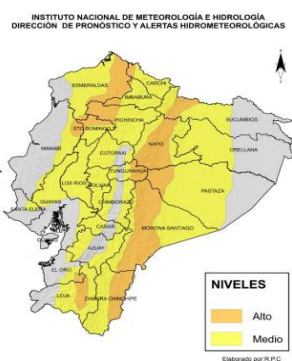 INSTITUTO NACIONAL DE METEOROLOGÍA E HIDROLOGÍA
DIRECCIÓN DE PRONÓSTICO Y ALERTAS HIDROMETEOROLÓGICAS
ESMERALDAS
CARCHI
IMBABURA
SUCUMBIOS
PICHINCHA
STO DOMINGO
NAPO
ORELLANA
MANABI
COTOPAXI
TUNGURAHUA
LOS RIOS
BOLIVAR
PASTAZA
CHIMBORAZO
GUAYAS
SANTA ELENA
MORONA SANTIAGO
CAÑAR
AZUAY
EL ORO
LOJA
ZAMORA CHINCHIPE
NIVELES
Alto
Medio
Elaborado por R.P.C